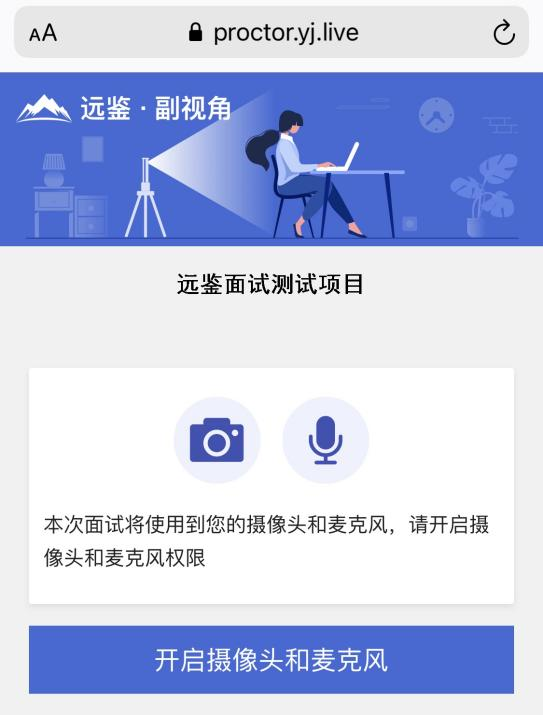 AA proctor.yj.live
远鉴·副视角
远鉴面试测试项目
本次面试将使用到您的摄像头和麦克风，请开启摄
像头和麦克风权限
开启摄像头和麦克风